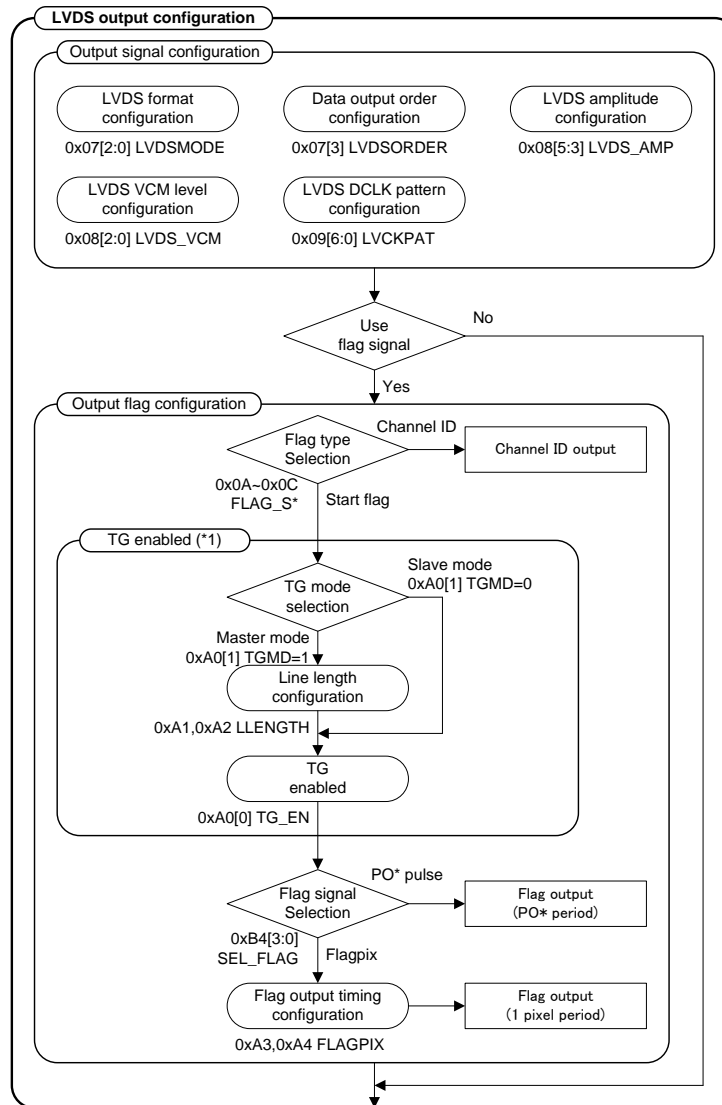 LVDS output configuration
Output signal configuration
LVDS format
configuration
0x07[2:0] LVDSMODE
Data output order
configuration
0x07[3] LVDSORDER
LVDS amplitude
configuration
0x08[5:3] LVDS_AMP
LVDS VCM level
configuration
0x08[2:0] LVDS_VCM
LVDS DCLK pattern
configuration
0x09[6:0] LVCKPAT
Use
flag signal
No
Yes
Output flag configuration
Flag type
Selection
Channel ID
Channel ID output
0x0A~0x0C
FLAG_S*
Start flag
TG enabled (*1)
TG mode
selection
Slave mode
0xA0[1] TGMD=0
Master mode
0xA0[1] TGMD=1
Line length
configuration
0xA1,0xA2 LLENGTH
TG
enabled
0xA0[0] TG_EN
Flag signal
Selection
PO* pulse
Flag output
(PO* period)
0xB4[3:0]
SEL_FLAG
Flagpix
Flag output timing
configuration
Flag output
(1 pixel period)
0xA3,0xA4 FLAGPIX